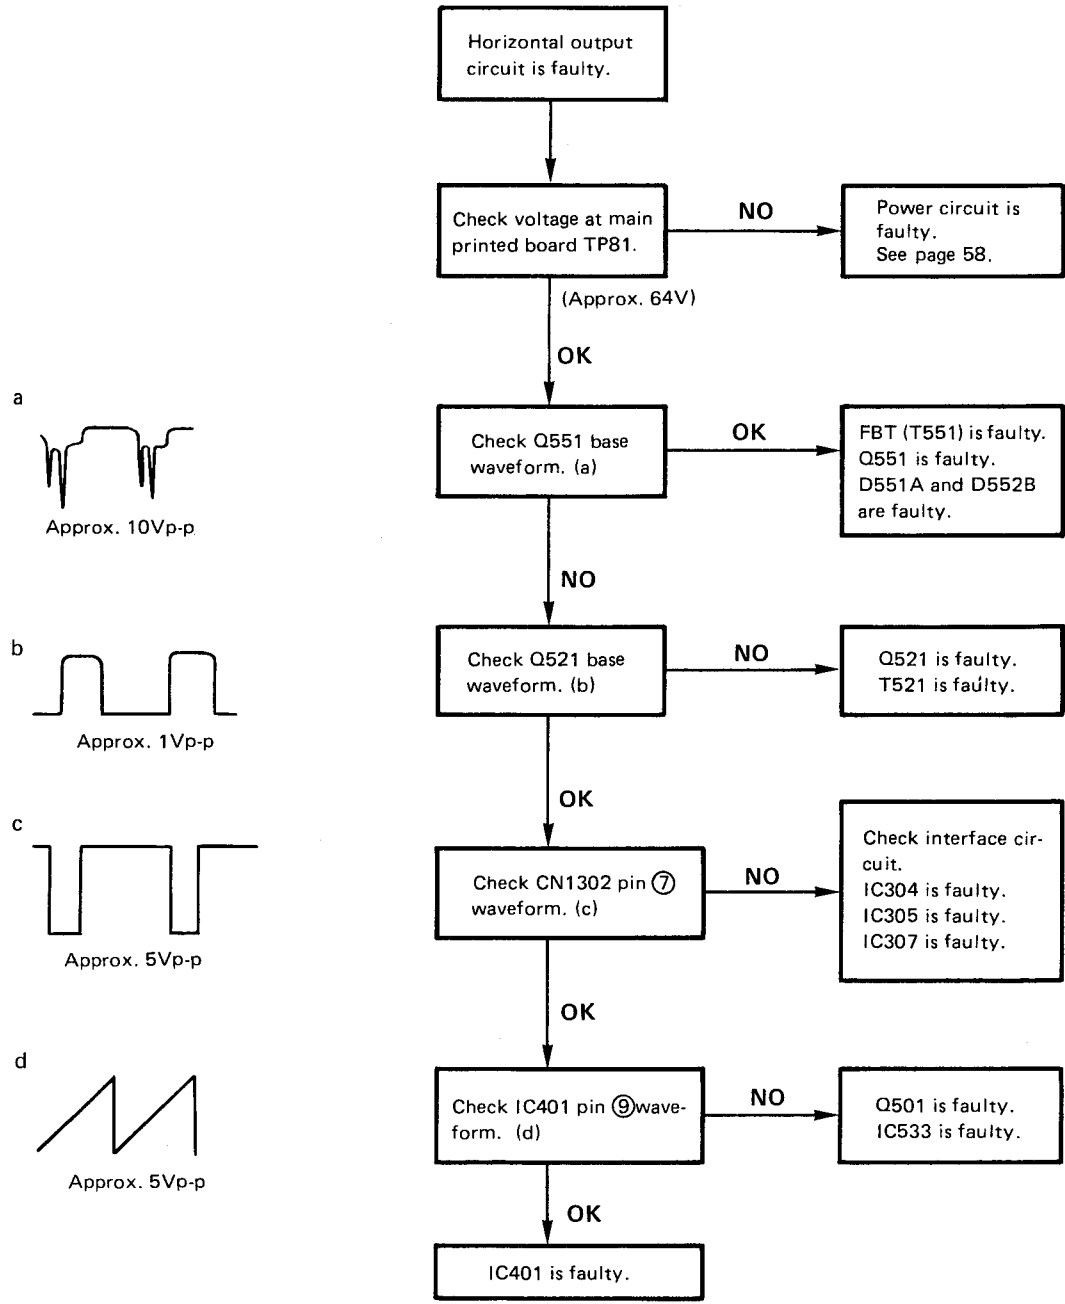 Horizontal output
circuit is faulty.
Check voltage at main
printed board TP81.
NO
Power circuit is
faulty.
See page 58.
(Approx. 64V)
OK
a
Approx. 10Vp-p
Check Q551 base
waveform. (a)
OK
FBT (T551) is faulty.
Q551 is faulty.
D551A and D552B
are faulty.
NO
b
Approx. 1Vp-p
Check Q521 base
waveform. (b)
NO
Q521 is faulty.
T521 is faulty.
OK
c
Approx. 5Vp-p
Check CN1302 pin ⑦
waveform. (c)
NO
Check interface cir-
cuit.
IC304 is faulty.
IC305 is faulty.
IC307 is faulty.
OK
d
Approx. 5Vp-p
Check IC401 pin ⑨wave-
form. (d)
NO
Q501 is faulty.
IC533 is faulty.
OK
IC401 is faulty.